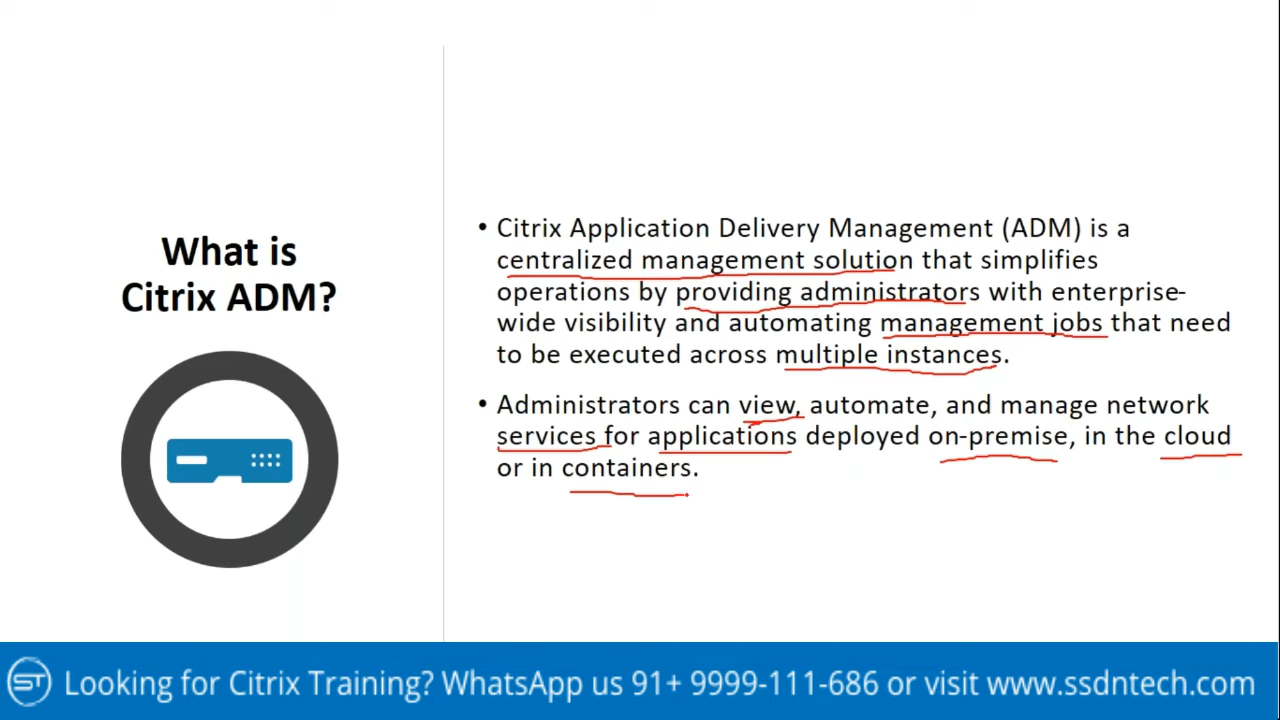 What is
Citrix ADM?
• Citrix Application Delivery Management (ADM) is a
centralized management solution that simplifies
operations by providing administrators with enterprise-
wide visibility and automating management jobs that need
to be executed across multiple instances.
• Administrators can view, automate, and manage network
services for applications deployed on-premise, in the cloud
or in containers.
ST Looking for Citrix Training? WhatsApp us 91+ 9999-111-686 or visit www.ssdntech.com